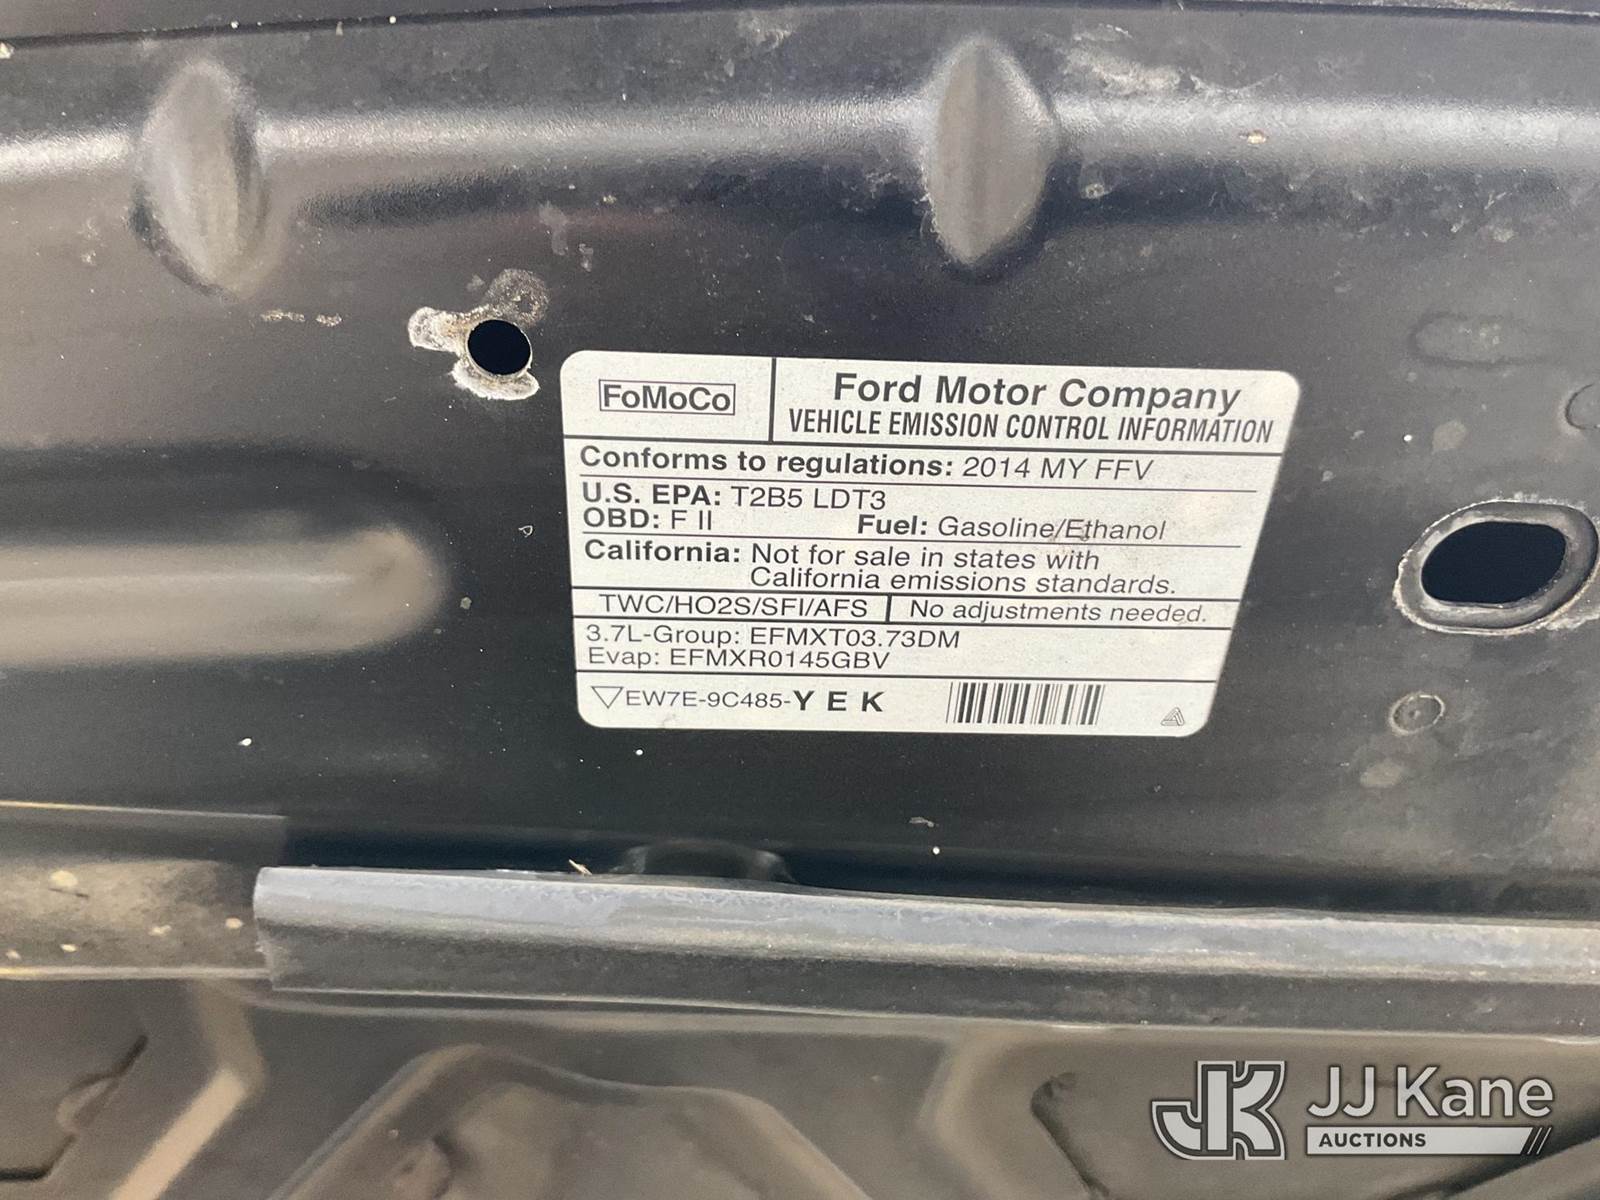 FoMoCo
Ford Motor Company
VEHICLE EMISSION CONTROL INFORMATION
Conforms to regulations: 2014 MY FFV
U.S. EPA: T2B5 LDT3
OBD: F II Fuel: Gasoline/Ethanol
California: Not for sale in states with
California emissions standards.
TWC/HO2S/SFI/AFS No adjustments needed.
3.7L-Group: EFMXT03.73DM
Evap: EFMXR0145GBV
EW7E-9C485-Y E K
JK JJ Kane
AUCTIONS